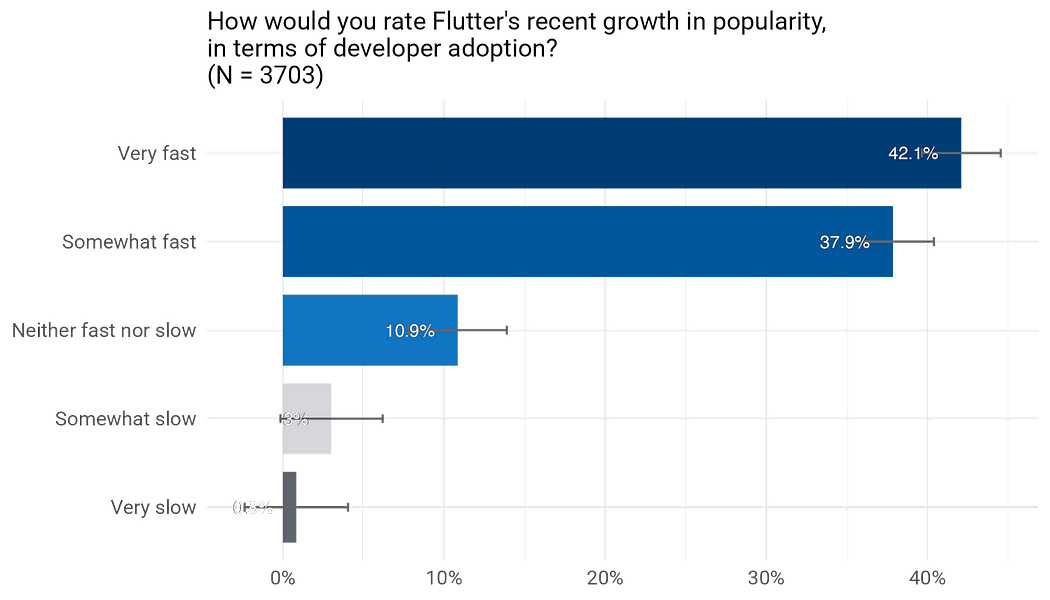 How would you rate Flutter's recent growth in popularity,
in terms of developer adoption?
(N = 3703)
Very fast
42.1%
Somewhat fast
37.9%
Neither fast nor slow
10.9%
Somewhat slow
3%
Very slow
0% 10% 20% 30% 40%